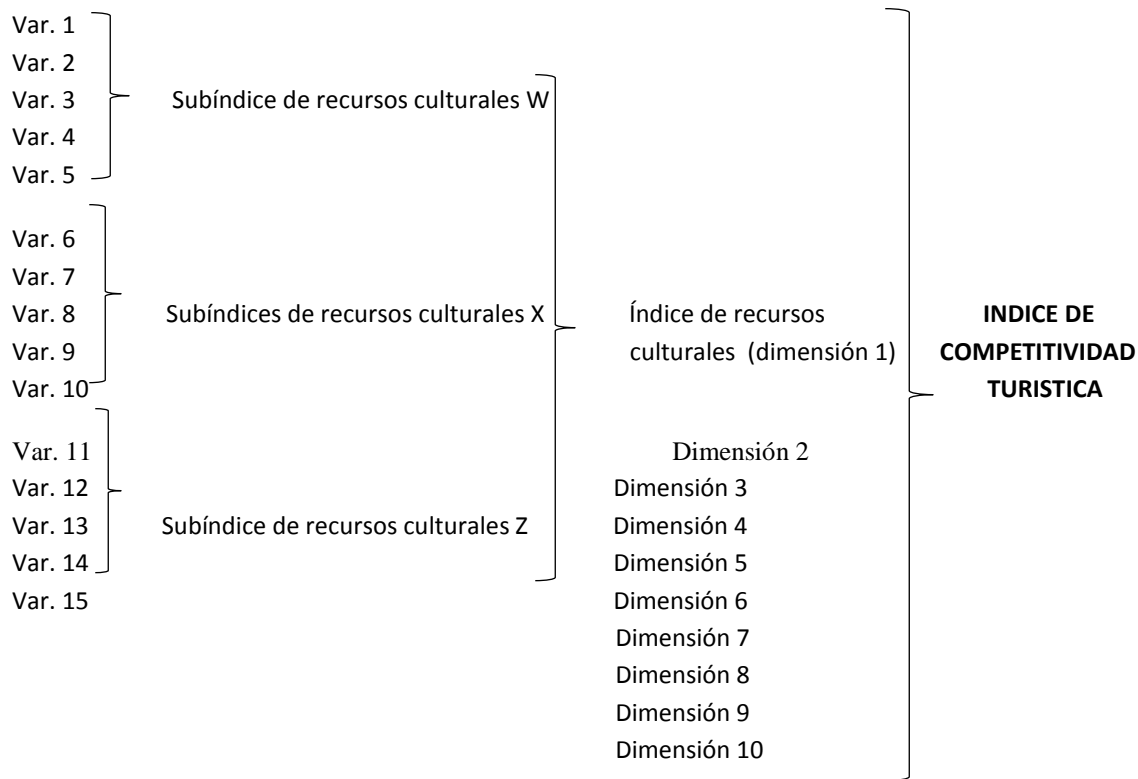 Var. 1
Var. 2
Var. 3 Subíndice de recursos culturales W
Var. 4
Var. 5
Var. 6
Var. 7
Var. 8 Subíndices de recursos culturales X Índice de recursos INDICE DE
Var. 9 culturales (dimensión 1) COMPETITIVIDAD
Var. 10 TURISTICA
Var. 11 Dimensión 2
Var. 12 Dimensión 3
Var. 13 Subíndice de recursos culturales Z Dimensión 4
Var. 14 Dimensión 5
Var. 15 Dimensión 6
Dimensión 7
Dimensión 8
Dimensión 9
Dimensión 10